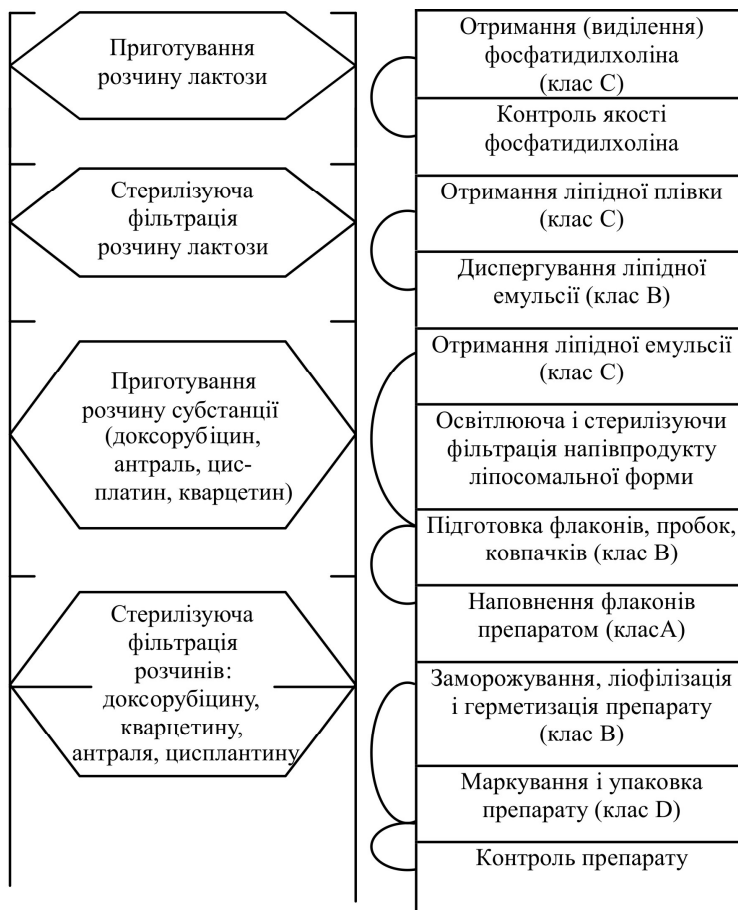 Приготування
розчину лактози
Стерилізуюча
фільтрація
розчину лактози
Приготування
розчину субстанції
(доксорубіцин,
антраль, цис-
платин, кварцетин)
Стерилізуюча
фільтрація
розчинів:
доксорубіцину,
кварцетину,
антраля, цисплантину
Отримання (виділення)
фосфатидилхоліна
(клас С)
Контроль якості
фосфатидилхоліна
Отримання ліпідної плівки
(клас С)
Диспергування ліпідної
емульсії (клас В)
Отримання ліпідної емульсії
(клас С)
Освітлююча і стерилізуючи
фільтрація напівпродукту
ліпосомальної форми
Підготовка флаконів, пробок,
ковпачків (клас В)
Наповнення флаконів
препаратом (класА)
Заморожування, ліофілізація
і герметизація препарату
(клас В)
Маркування і упаковка
препарату (клас D)
Контроль препарату